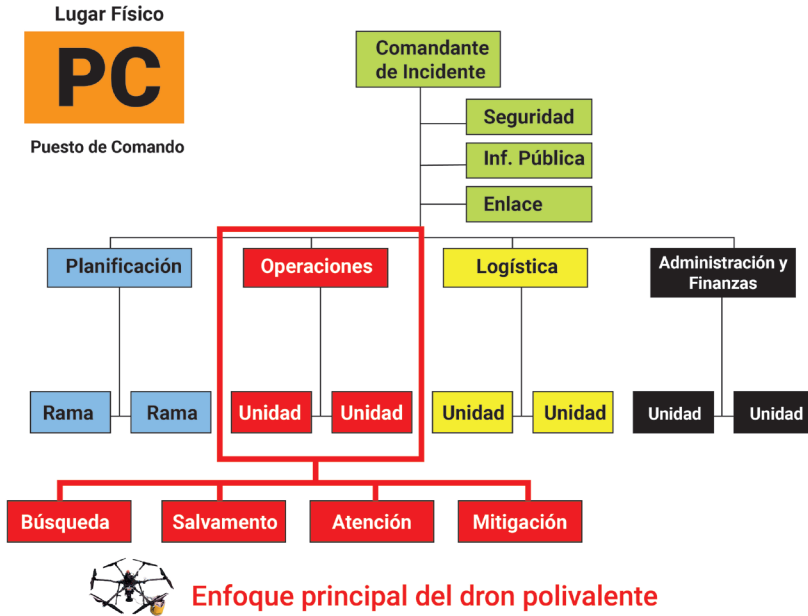 Lugar Físico
PC
Puesto de Comando
Comandante
de Incidente
Seguridad
Inf. Pública
Enlace
Planificación
Operaciones
Logística
Administración y
Finanzas
Rama
Rama
Unidad
Unidad
Unidad
Unidad
Unidad
Unidad
Búsqueda
Salvamento
Atención
Mitigación
Enfoque principal del dron polivalente